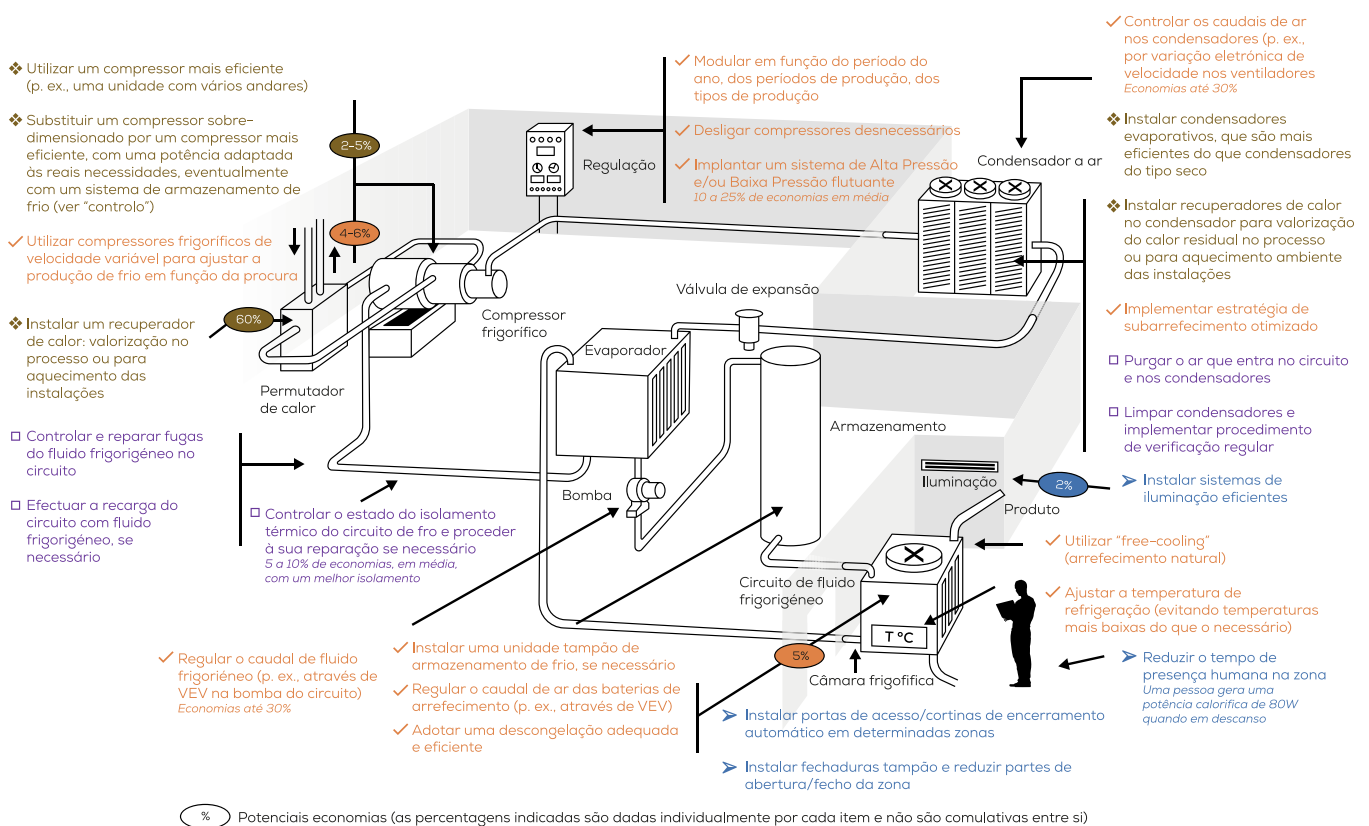 ❖ Utilizar um compressor mais eficiente
(p. ex., uma unidade com vários andares)
❖ Substituir um compressor sobre-
dimensionado por um compressor mais
eficiente, com uma potência adaptada
às reais necessidades, eventualmente
com um sistema de armazenamento de
frio (ver "controlo")
✓ Utilizar compressores frigoríficos de
velocidade variável para ajustar a
produção de frio em função da procura
❖ Instalar um recuperador
de calor: valorização no
processo ou para
aquecimento das
instalações
2-5%
4-6%
60%
Permutador
de calor
Compressor
frigorífico
Regulação
✓ Modular em função do período do
ano, dos períodos de produção, dos
tipos de produção
✓ Desligar compressores desnecessários
✓ Implantar um sistema de Alta Pressão
e/ou Baixa Pressão flutuante
10 a 25% de economias em média
✓ Controlar os caudais de ar
nos condensadores (p. ex.,
por variação eletrónica de
velocidade nos ventiladores
Economias até 30%
Condensador a ar
❖ Instalar condensadores
evaporativos, que são mais
eficientes do que condensadores
do tipo seco
❖ Instalar recuperadores de calor
no condensador para valorização
do calor residual no processo
ou para aquecimento ambiente
das instalações
✓ Implementar estratégia de
subarrefecimento otimizado
□ Purgar o ar que entra no circuito
e nos condensadores
□ Limpar condensadores e
implementar procedimento
de verificação regular
Válvula de expansão
Evaporador
Armazenamento
Bomba
Iluminação
2%
➢ Instalar sistemas de
iluminação eficientes
Produto
□ Controlar e reparar fugas
do fluido frigorigéneo no
circuito
□ Efectuar a recarga do
circuito com fluido
frigorigéneo, se
necessário
□ Controlar o estado do isolamento
térmico do circuito de fro e proceder
à sua reparação se necessário
5 a 10% de economias, em média,
com um melhor isolamento
Circuito de fluido
frigorigéneo
✓ Utilizar "free-cooling"
(arrefecimento natural)
✓ Ajustar a temperatura de
refrigeração (evitando temperaturas
mais baixas do que o necessário)
T °C
5%
Câmara frigofífica
➢ Reduzir o tempo de
presença humana na zona
Uma pessoa gera uma
potência calorifica de 80W
quando em descanso
✓ Regular o caudal de fluido
frigoriéneo (p. ex., através de
VEV na bomba do circuito)
Economias até 30%
✓ Instalar uma unidade tampão de
armazenamento de frio, se necessário
✓ Regular o caudal de ar das baterias de
arrefecimento (p. ex., através de VEV)
✓ Adotar uma descongelação adequada
e eficiente
➢ Instalar portas de acesso/cortinas de encerramento
automático em determinadas zonas
➢ Instalar fechaduras tampão e reduzir partes de
abertura/fecho da zona
% Potenciais economias (as percentagens indicadas são dadas individualmente por cada item e não são comulativas entre si)